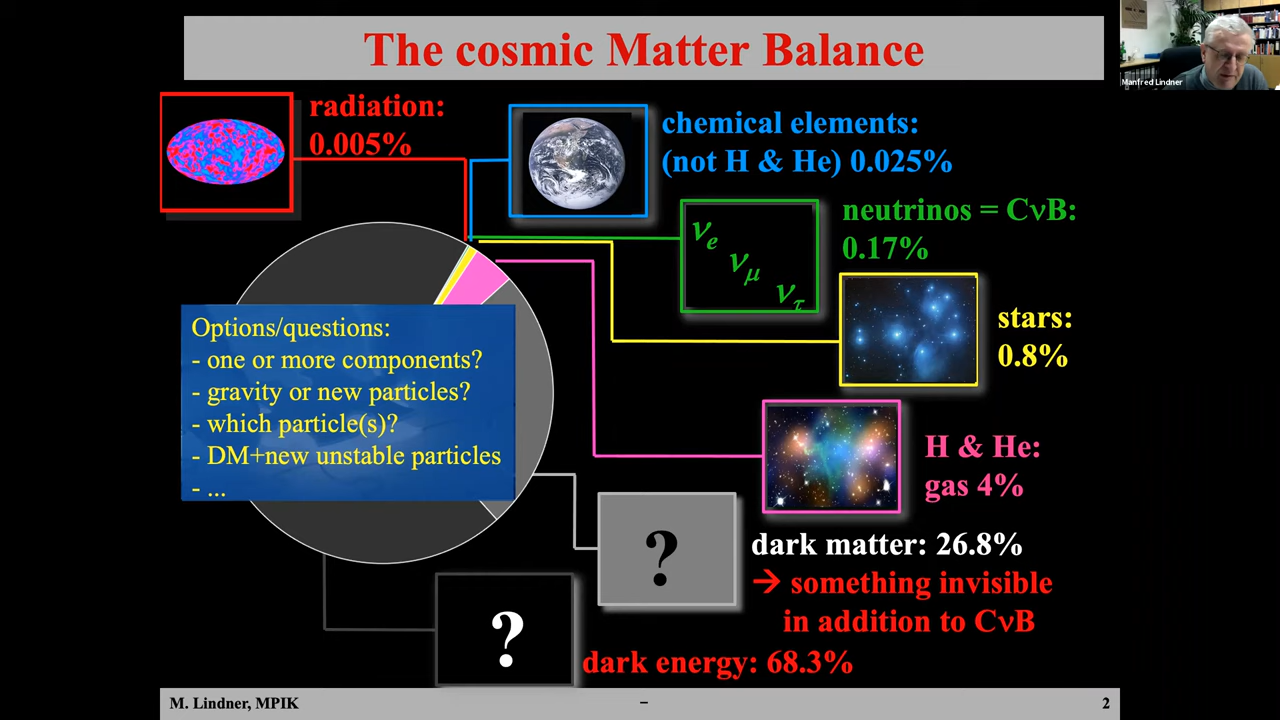 The cosmic Matter Balance
Manfred Lindner
radiation:
0.005%
chemical elements:
(not H & He) 0.025%
neutrinos = CνB:
0.17%
νe
νμ
ντ
stars:
0.8%
Options/questions:
- one or more components?
- gravity or new particles?
- which particle(s)?
- DM+new unstable particles
- ...
H & He:
gas 4%
?
dark matter: 26.8%
→ something invisible
in addition to CνB
?
dark energy: 68.3%
M. Lindner, MPIK
–
2